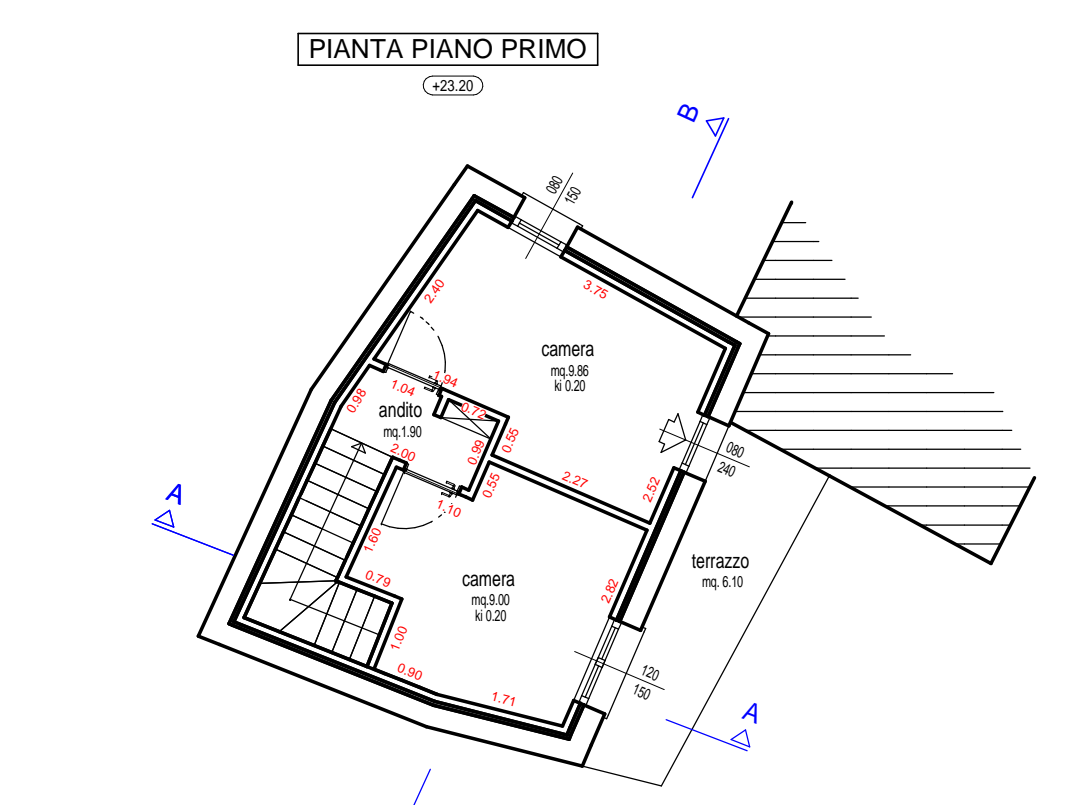 PIANTA PIANO PRIMO
+23.20
B
080
150
2.40
3.75
camera
mq.9.86
ki 0.20
1.94
1.04
0.98
andito
mq.1.90
0.72
0.55
0.99
2.00
080
240
2.27
2.52
0.55
1.10
A
1.60
0.79
camera
mq.9.00
ki 0.20
2.82
terrazzo
mq. 6.10
1.00
0.90
1.71
120
150
A